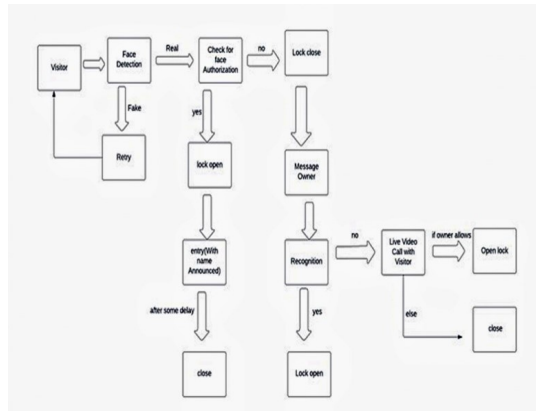 Visitor
Face
Detection
Real
Check for
face
Authorization
no
Lock close
Fake
Retry
yes
lock open
Message
Owner
entry(With
name
Announced)
Recognition
no
Live Video
Call with
Visitor
if owner allows
Open lock
after some delay
yes
else
close
close
Lock open